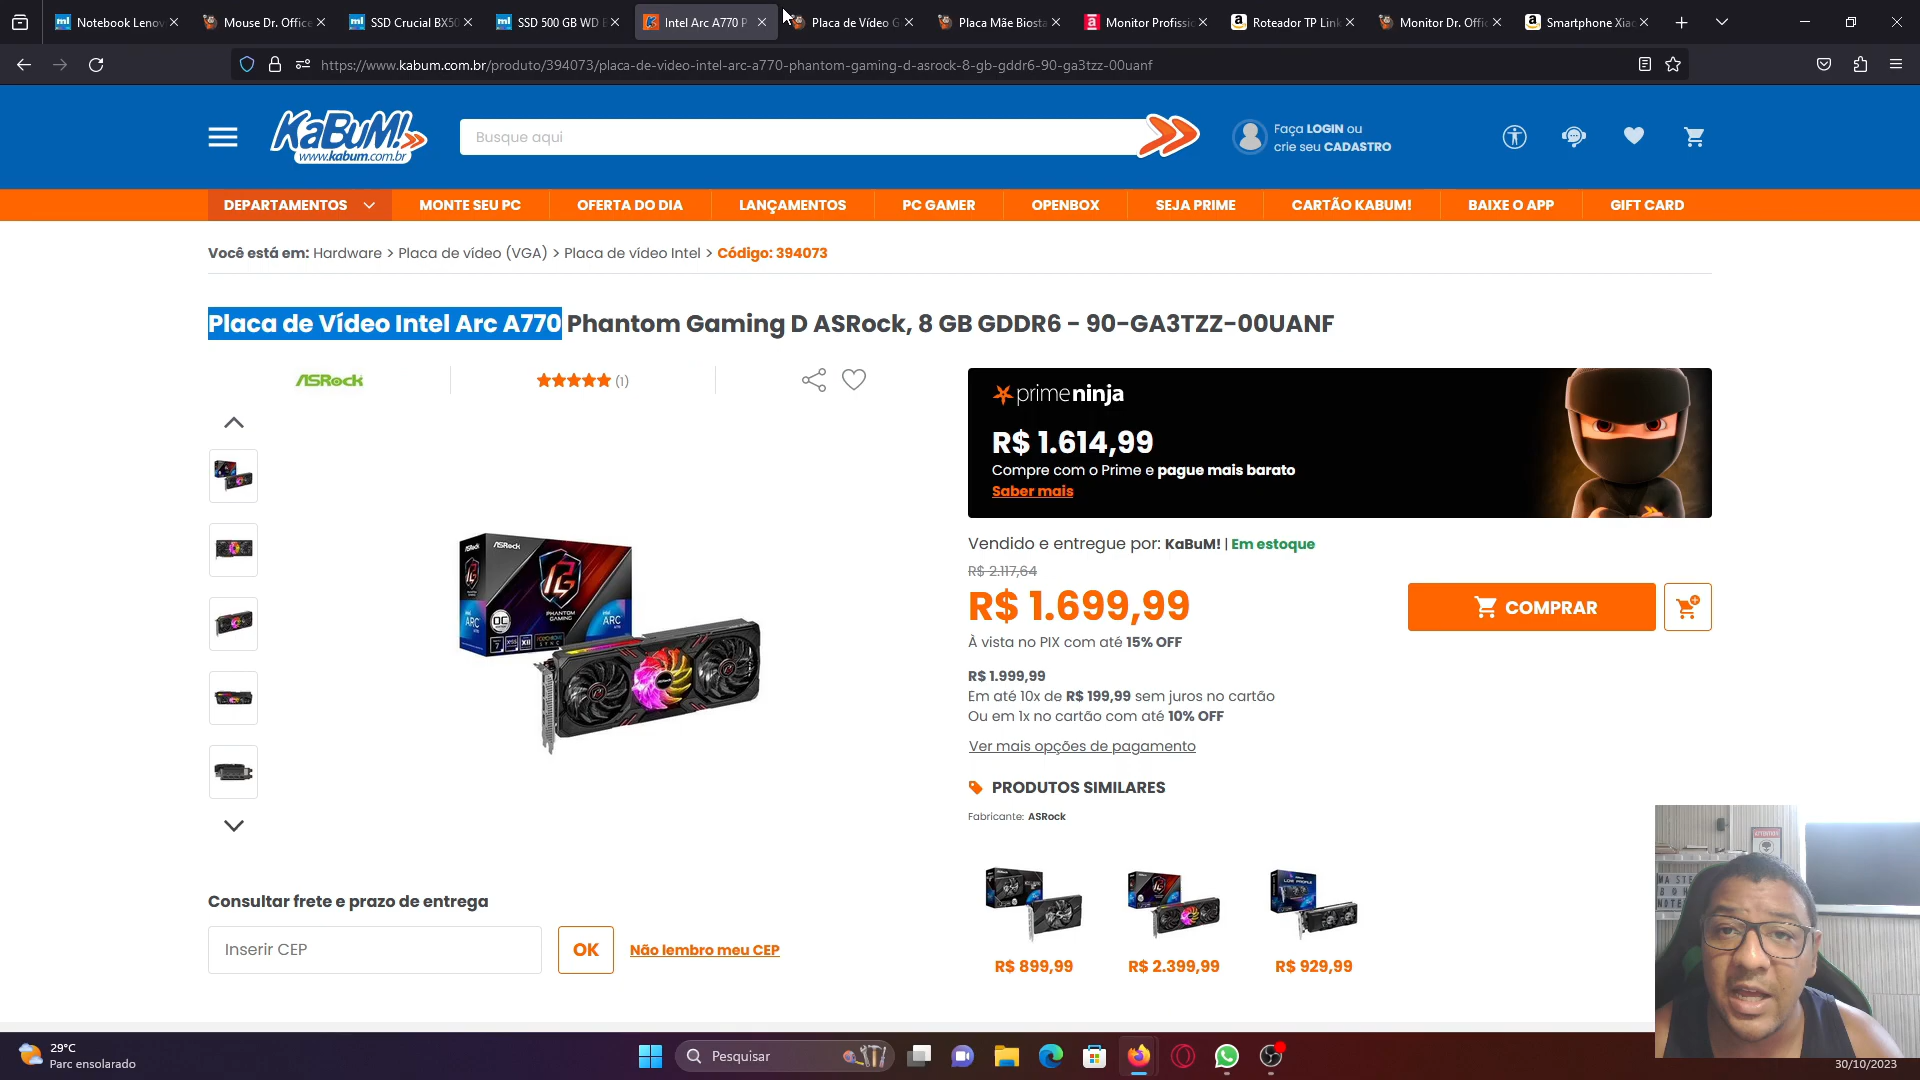 Notebook Lenov
Mouse Dr. Office
SSD Crucial BX50
SSD 500 GB WD B
Intel Arc A770 P
Placa de Vídeo G
Placa Mãe Biosta
Monitor Profissio
Roteador TP Link
Monitor Dr. Offic
Smartphone Xiao
https://www.kabum.com.br/produto/394073/placa-de-video-intel-arc-a770-phantom-gaming-d-asrock-8-gb-gddr6-90-ga3tzz-00uanf
KaBuM!
www.kabum.com.br
Busque aqui
Faça LOGIN ou
crie seu CADASTRO
DEPARTAMENTOS
MONTE SEU PC
OFERTA DO DIA
LANÇAMENTOS
PC GAMER
OPENBOX
SEJA PRIME
CARTÃO KABUM!
BAIXE O APP
GIFT CARD
Você está em: Hardware > Placa de vídeo (VGA) > Placa de vídeo Intel > Código: 394073
Placa de Vídeo Intel Arc A770 Phantom Gaming D ASRock, 8 GB GDDR6 - 90-GA3TZZ-00UANF
ASRock
(1)
primeninja
R$ 1.614,99
Compre com o Prime e pague mais barato
Saber mais
Vendido e entregue por: KaBuM! | Em estoque
R$ 2.117,64
R$ 1.699,99
COMPRAR
À vista no PIX com até 15% OFF
R$ 1.999,99
Em até 10x de R$ 199,99 sem juros no cartão
Ou em 1x no cartão com até 10% OFF
Ver mais opções de pagamento
ASRock
PHANTOM
GAMING
intel
ARC
OC
PRODUTOS SIMILARES
Fabricante: ASRock
R$ 899,99
R$ 2.399,99
R$ 929,99
Consultar frete e prazo de entrega
Inserir CEP
OK
Não lembro meu CEP
29°C
Parc ensolarado
Pesquisar
30/10/2023